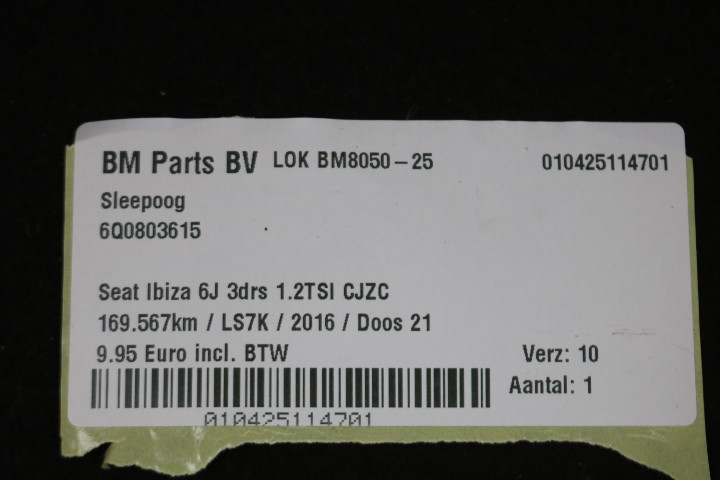 BM Parts BV LOK BM8050-25 010425114701
Sleepoog
6Q0803615
Seat Ibiza 6J 3drs 1.2TSI CJZC
169.567km / LS7K / 2016 / Doos 21
9.95 Euro incl. BTW Verz: 10
Aantal: 1
010425114701